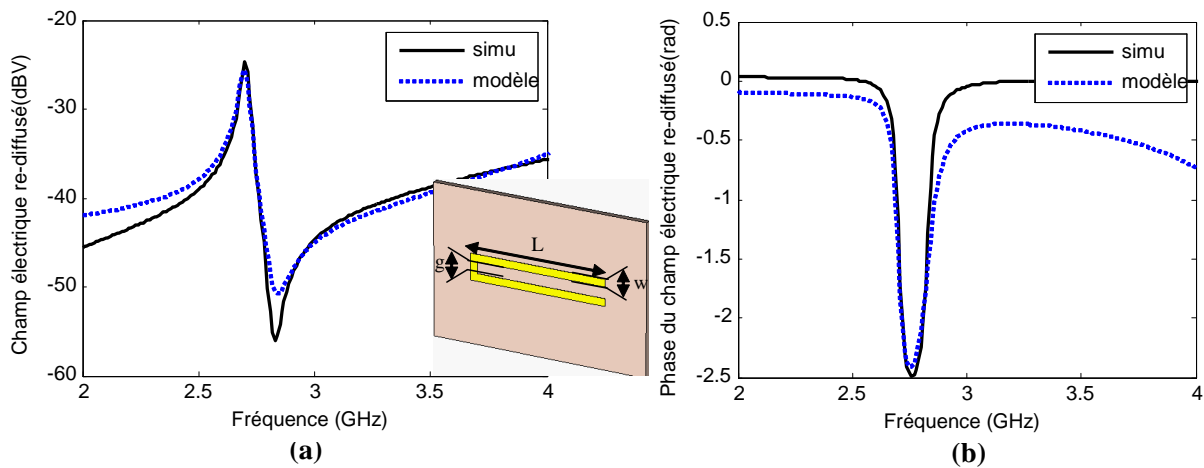 -20
-30
-40
-50
-60
2
2.5
3
3.5
4
Fréquence (GHz)
Champ électrique re-diffusé(dBV)
simu
modèle
L
g
w
(a)
0.5
0
-0.5
-1
-1.5
-2
-2.5
2
2.5
3
3.5
4
Fréquence (GHz)
Phase du champ électrique re-diffusé(rad)
simu
modèle
(b)